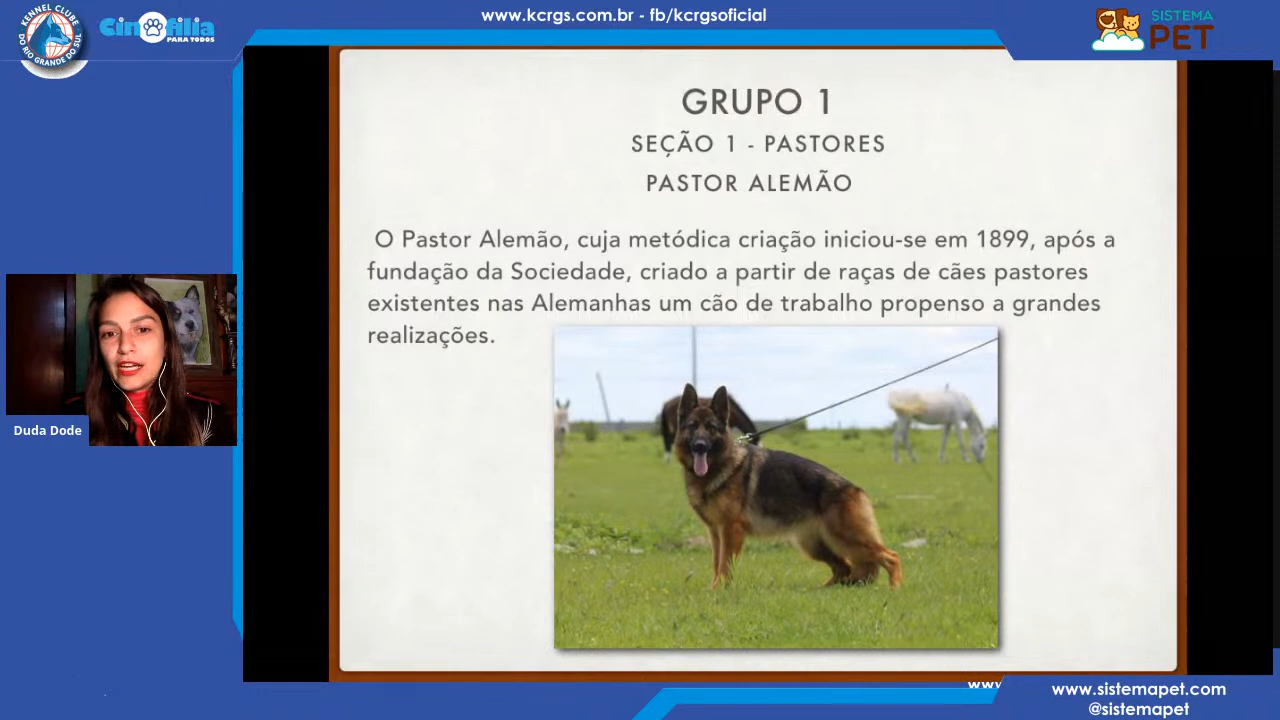 www.kcrgs.com.br - fb/kcrgsoficial
KENNEL CLUBE
DO RIO GRANDE DO SUL
Cinofilia
PARA TODOS
SISTEMA
PET
GRUPO 1
SEÇÃO 1 - PASTORES
PASTOR ALEMÃO
O Pastor Alemão, cuja metódica criação iniciou-se em 1899, após a
fundação da Sociedade, criado a partir de raças de cães pastores
existentes nas Alemanhas um cão de trabalho propenso a grandes
realizações.
Duda Dode
www
www.sistemapet.com
@sistemapet